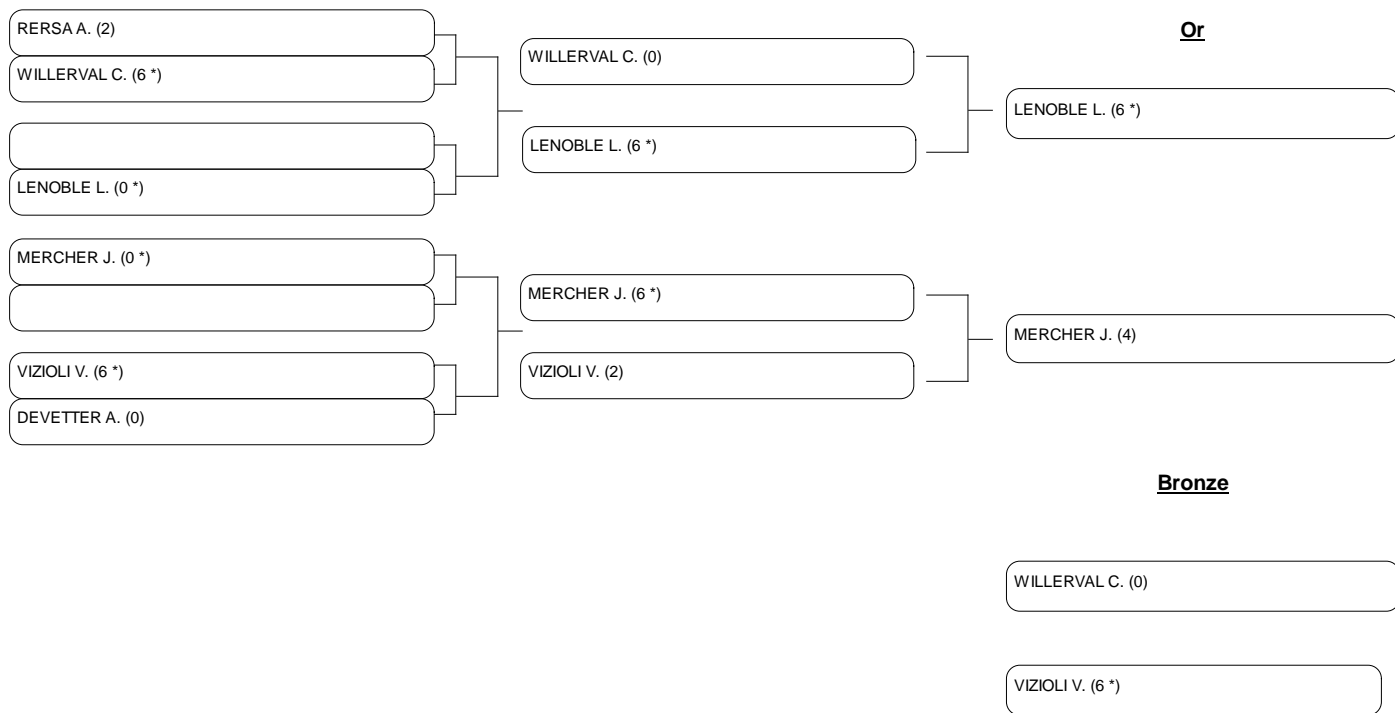 RERSA A. (2)
WILLERVAL C. (6 *)
LENOBLE L. (0 *)
MERCHER J. (0 *)
VIZIOLI V. (6 *)
DEVETTER A. (0)
WILLERVAL C. (0)
LENOBLE L. (6 *)
MERCHER J. (6 *)
VIZIOLI V. (2)
Or
LENOBLE L. (6 *)
MERCHER J. (4)
Bronze
WILLERVAL C. (0)
VIZIOLI V. (6 *)